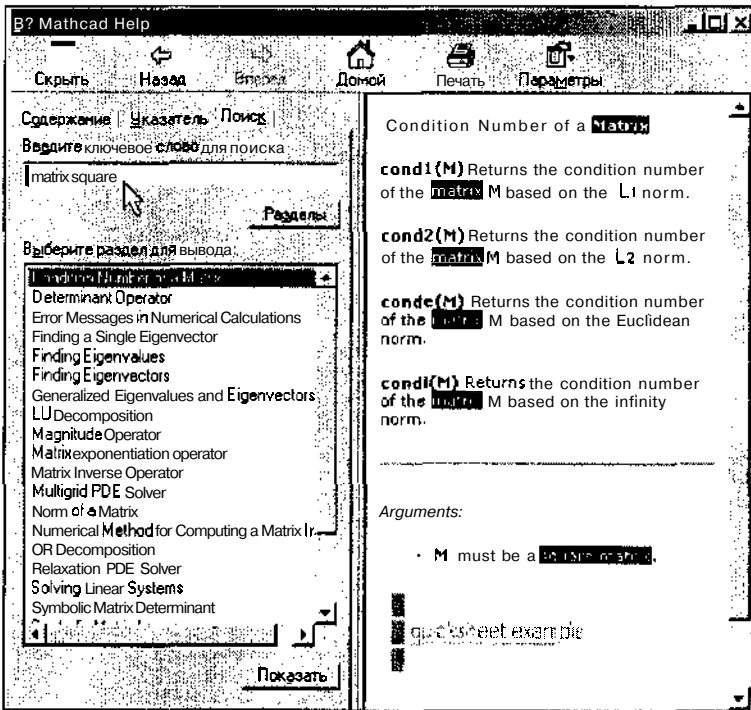 B? Mathcad Help
Скрыть Назад Вперед Домой Печать Параметры
Содержание Указатель Поиск
Введите ключевое слово для поиска
matrix square
Разделы
Выберите раздел для вывода:
Condition Number of a Matrix
Determinant Operator
Error Messages in Numerical Calculations
Finding a Single Eigenvector
Finding Eigenvalues
Finding Eigenvectors
Generalized Eigenvalues and Eigenvectors
LU Decomposition
Magnitude Operator
Matrix exponentiation operator
Matrix Inverse Operator
Multigrid PDE Solver
Norm of a Matrix
Numerical Method for Computing a Matrix
OR Decomposition
Relaxation PDE Solver
Solving Linear Systems
Symbolic Matrix Determinant
Показать
Condition Number of a Matrix
cond1(M) Returns the condition number
of the matrix M based on the L1 norm.
cond2(M) Returns the condition number
of the matrix M based on the L2 norm.
conde(M) Returns the condition number
of the matrix M based on the Euclidean
norm.
condi(M) Returns the condition number
of the matrix M based on the infinity
norm.
Arguments:
• M must be a square matrix.
quicksheet example